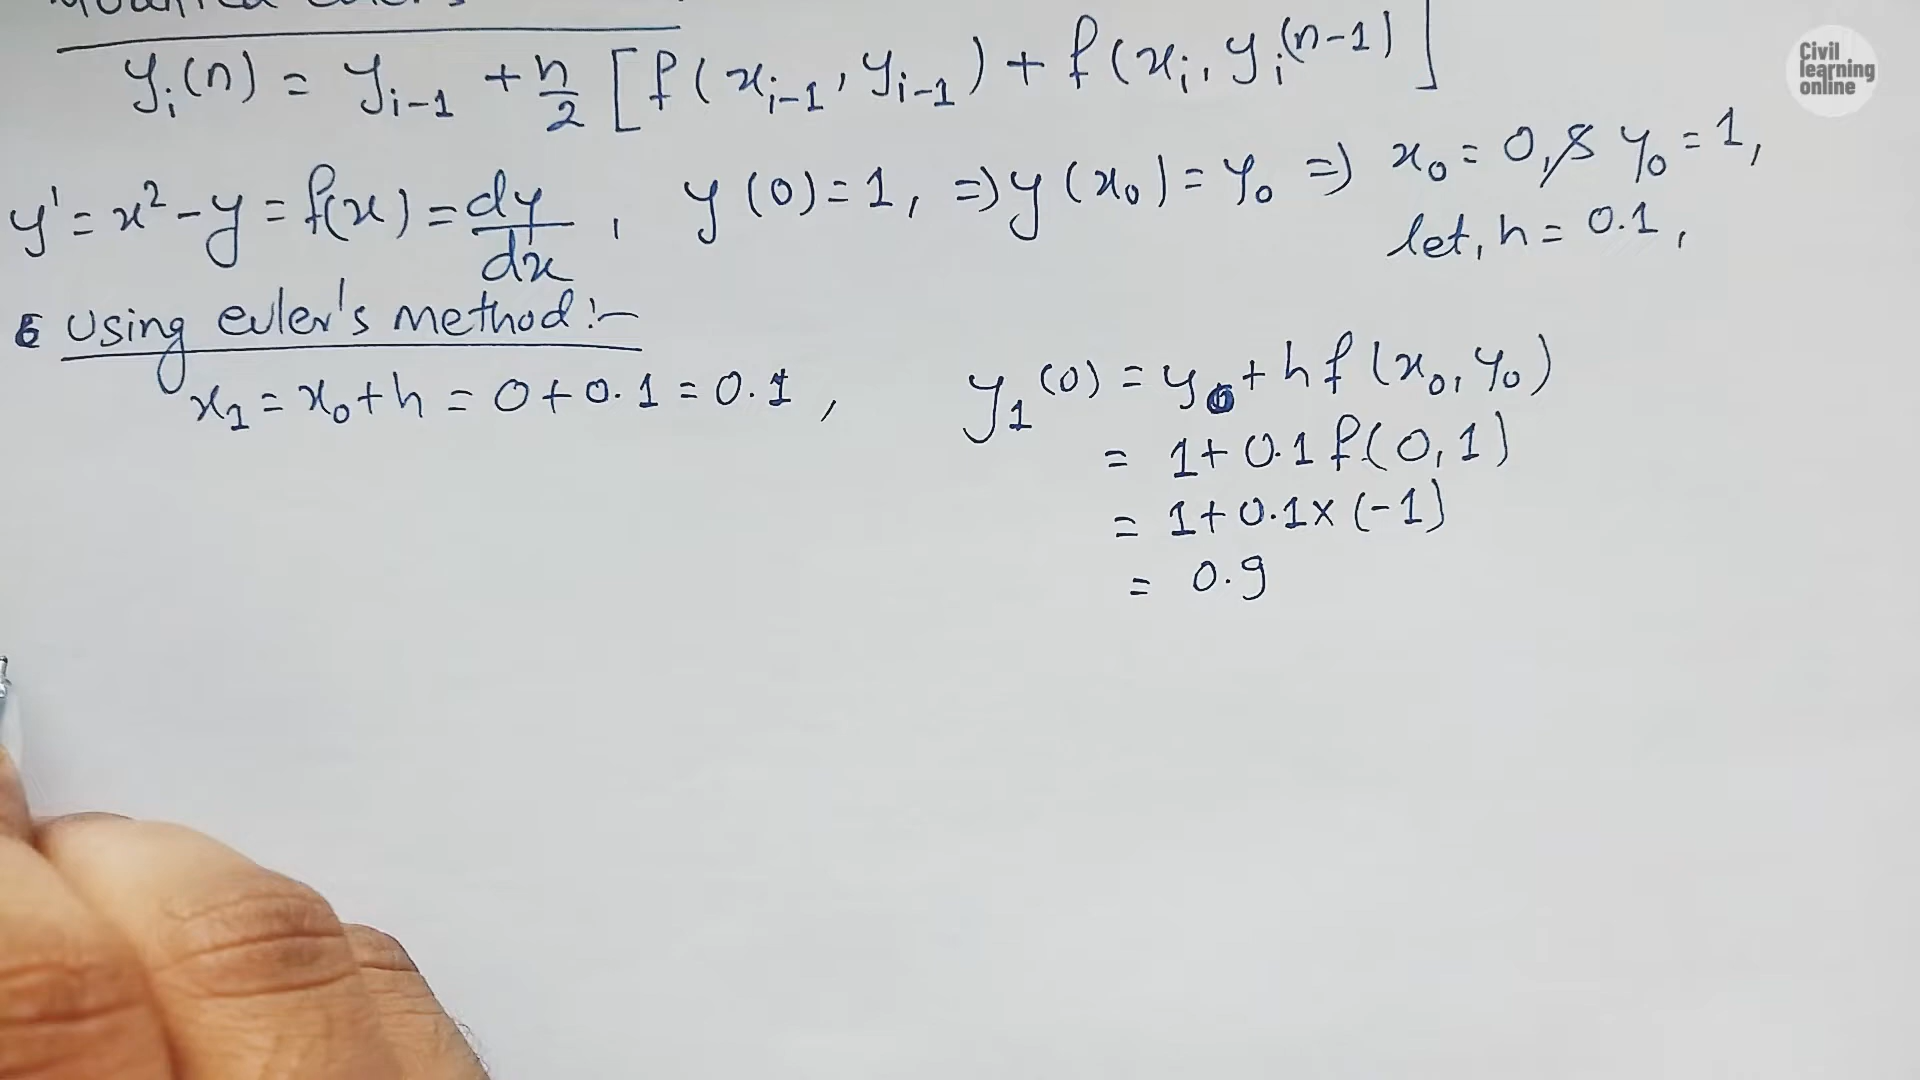 Modified Euler's
yᵢ(n) = yᵢ₋₁ + h/2 [f(xᵢ₋₁, yᵢ₋₁) + f(xᵢ, yᵢ(n-1)]
y' = x² - y = f(x) = dy/dx , y(0) = 1, => y(x₀) = y₀ => x₀ = 0, y₀ = 1,
let, h = 0.1,
Using euler's method :-
x₁ = x₀ + h = 0 + 0.1 = 0.1 , y₁(0) = y₀ + h f(x₀, y₀)
= 1 + 0.1 f(0, 1)
= 1 + 0.1 x (-1)
= 0.9
Civil
learning
online